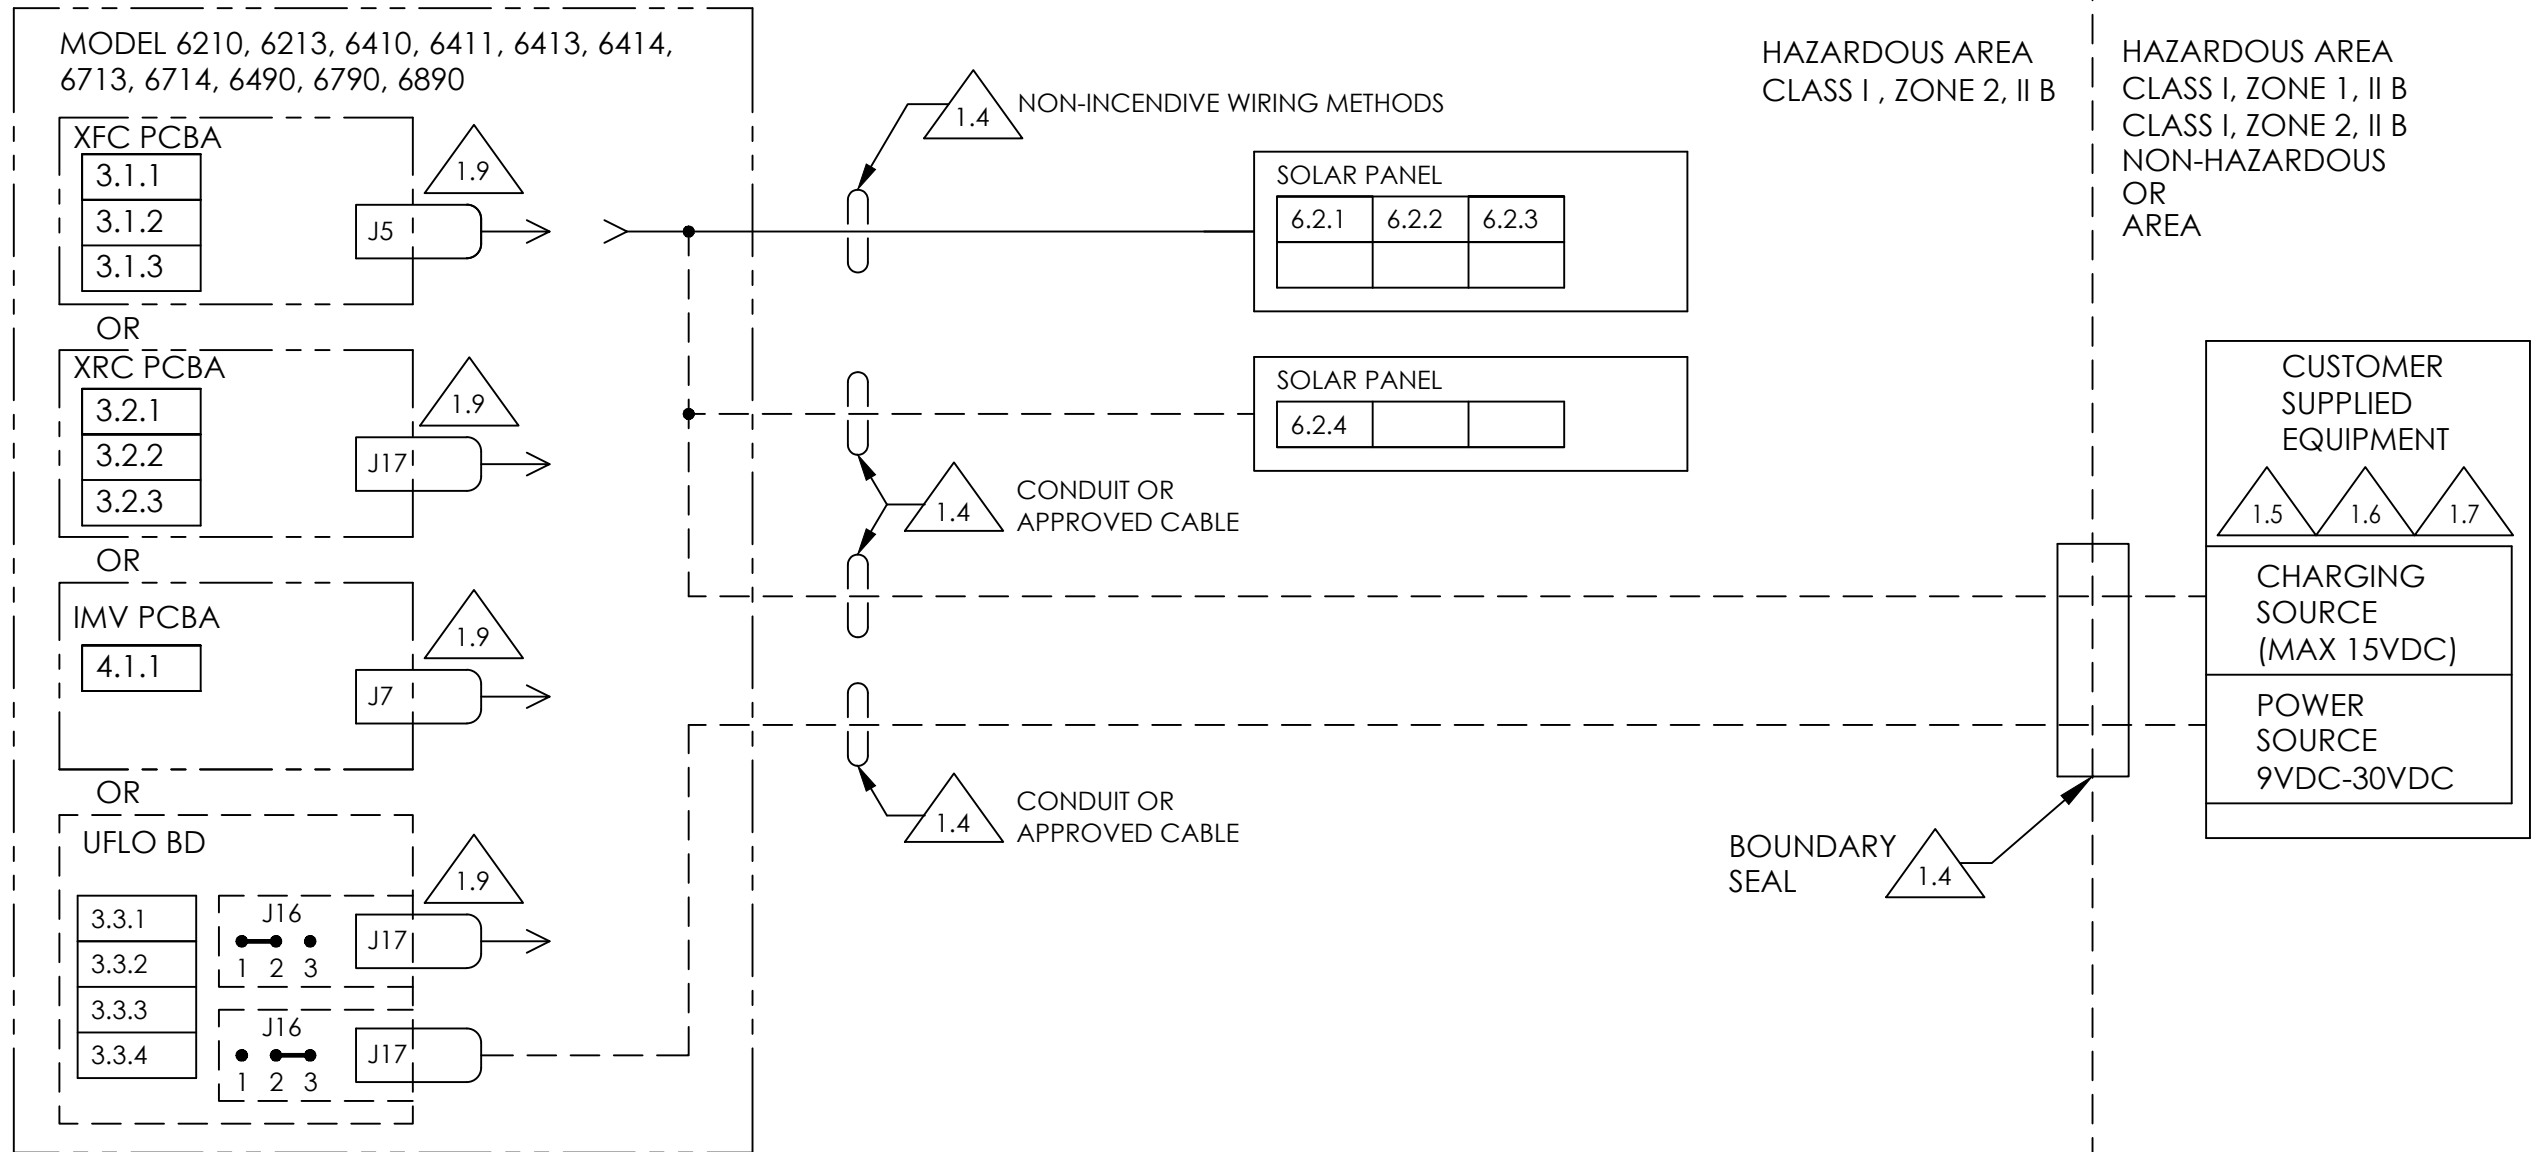 MODEL 6210, 6213, 6410, 6411, 6413, 6414,
6713, 6714, 6490, 6790, 6890
XFC PCBA
3.1.1
3.1.2
3.1.3
J5
1.9
OR
XRC PCBA
3.2.1
3.2.2
3.2.3
J17
1.9
OR
IMV PCBA
4.1.1
J7
1.9
OR
UFLO BD
3.3.1
3.3.2
3.3.3
3.3.4
J16
1 2 3
J17
1.9
J16
1 2 3
J17
1.4
NON-INCENDIVE WIRING METHODS
SOLAR PANEL
6.2.1 6.2.2 6.2.3
SOLAR PANEL
6.2.4
1.4
CONDUIT OR
APPROVED CABLE
1.4
CONDUIT OR
APPROVED CABLE
HAZARDOUS AREA
CLASS I , ZONE 2, II B
BOUNDARY
SEAL
1.4
HAZARDOUS AREA
CLASS I, ZONE 1, II B
CLASS I, ZONE 2, II B
NON-HAZARDOUS
OR
AREA
CUSTOMER
SUPPLIED
EQUIPMENT
1.5 1.6 1.7
CHARGING
SOURCE
(MAX 15VDC)
POWER
SOURCE
9VDC-30VDC